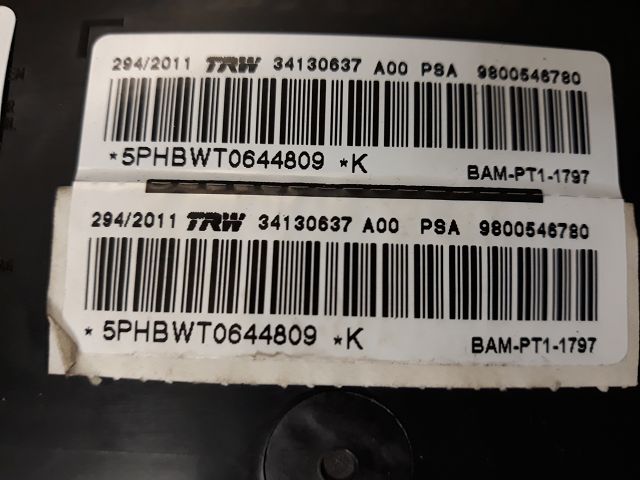 294/2011 TRW 34130637 A00 PSA 9800546780
*5PHBWT0644809 *K
BAM-PT1-1797
294/2011 TRW 34130637 A00 PSA 9800546780
* 5PHBWT0644809 *K
BAM-PT1-1797